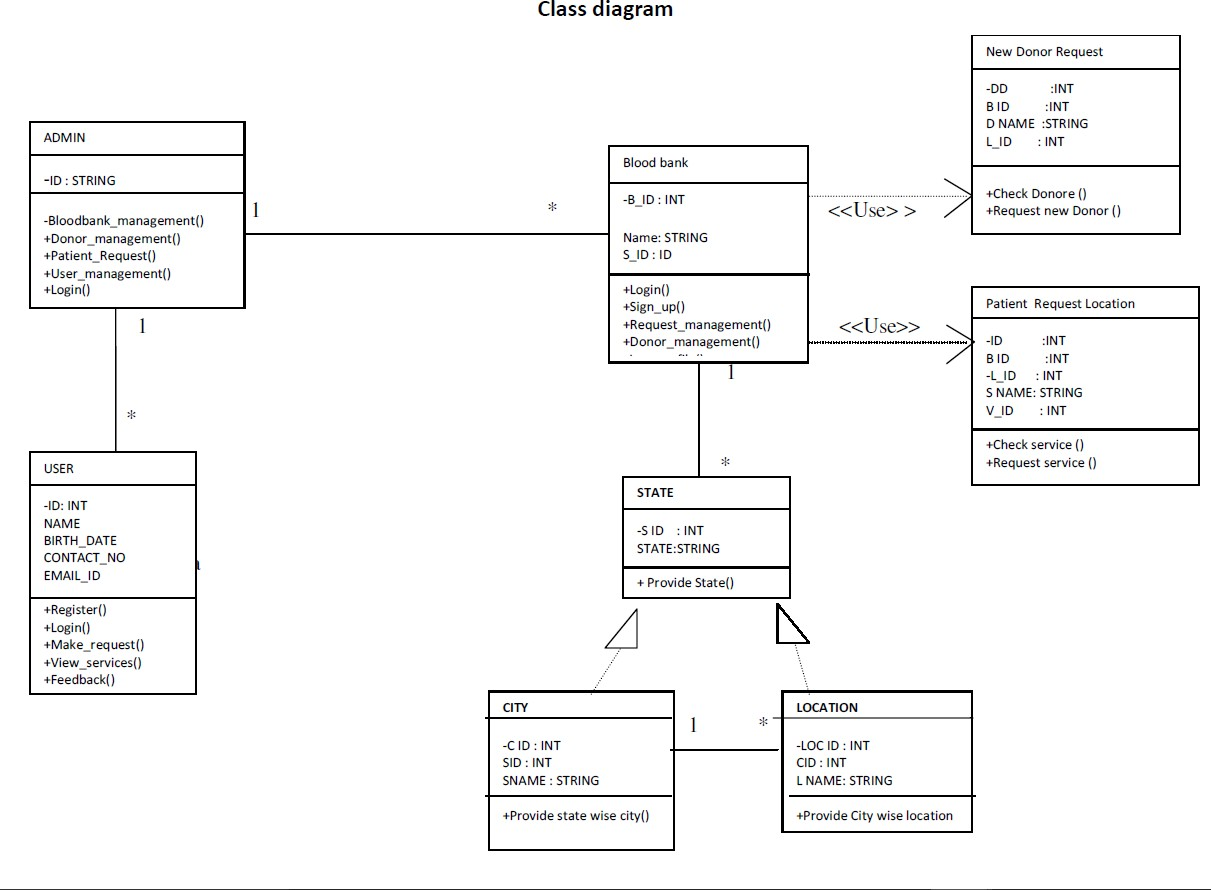 Class diagram
New Donor Request
-DD :INT
B ID :INT
D NAME :STRING
L_ID : INT
+Check Donore ()
+Request new Donor ()
ADMIN
-ID : STRING
-Bloodbank_management()
+Donor_management()
+Patient_Request()
+User_management()
+Login()
1
*
Blood bank
-B_ID : INT
Name: STRING
S_ID : ID
+Login()
+Sign_up()
+Request_management()
+Donor_management()
<<Use> >
<<Use>>
Patient Request Location
-ID :INT
B ID :INT
-L_ID : INT
S NAME: STRING
V_ID : INT
+Check service ()
+Request service ()
1
*
USER
-ID: INT
NAME
BIRTH_DATE
CONTACT_NO
EMAIL_ID
+Register()
+Login()
+Make_request()
+View_services()
+Feedback()
1
*
STATE
-S ID : INT
STATE:STRING
+ Provide State()
CITY
-C ID : INT
SID : INT
SNAME : STRING
+Provide state wise city()
1
*
LOCATION
-LOC ID : INT
CID : INT
L NAME: STRING
+Provide City wise location